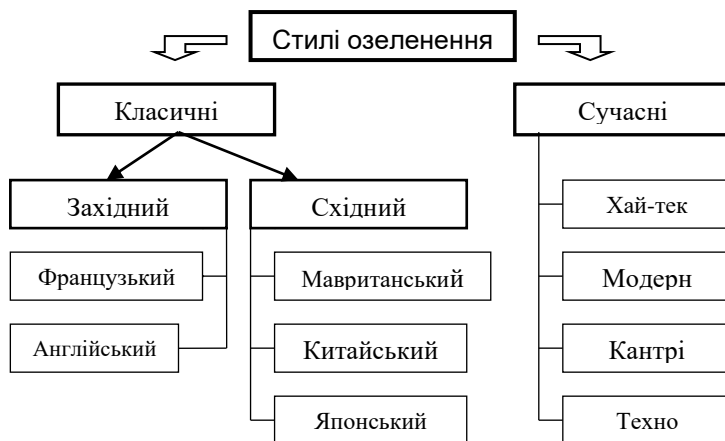 Стилі озеленення
Класичні
Сучасні
Західний
Східний
Хай-тек
Французький
Мавританський
Модерн
Англійський
Китайський
Кантрі
Японський
Техно